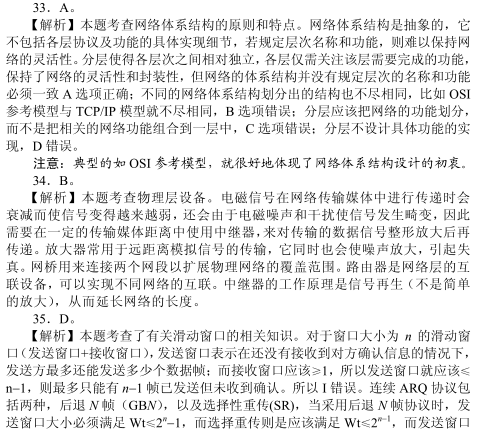 33．A。
【解析】本题考查网络体系结构的原则和特点。网络体系结构是抽象的，它
不包括各层协议及功能的具体实现细节，若规定层次名称和功能，则难以保持网
络的灵活性。分层使得各层次之间相对独立，各层仅需关注该层需要完成的功能，
保持了网络的灵活性和封装性，但网络的体系结构并没有规定层次的名称和功能
必须一致 A 选项正确；不同的网络体系结构划分出的结构也不尽相同，比如 OSI
参考模型与 TCP/IP 模型就不尽相同，B 选项错误；分层应该把网络的功能划分，
而不是把相关的网络功能组合到一层中，C 选项错误；分层不设计具体功能的实
现，D 错误。
注意：典型的如 OSI 参考模型，就很好地体现了网络体系结构设计的初衷。
34．B。
【解析】本题考查物理层设备。电磁信号在网络传输媒体中进行传递时会
衰减而使信号变得越来越弱，还会由于电磁噪声和干扰使信号发生畸变，因此
需要在一定的传输媒体距离中使用中继器，来对传输的数据信号整形放大后再
传递。放大器常用于远距离模拟信号的传输，它同时也会使噪声放大，引起失
真。网桥用来连接两个网段以扩展物理网络的覆盖范围。路由器是网络层的互
联设备，可以实现不同网络的互联。中继器的工作原理是信号再生（不是简单
的放大），从而延长网络的长度。
35．D。
【解析】本题考查了有关滑动窗口的相关知识。对于窗口大小为 n 的滑动窗
口（发送窗口+接收窗口），发送窗口表示在还没有接收到对方确认信息的情况下，
发送方最多还能发送多少个数据帧；而接收窗口应该≥1，所以发送窗口就应该≤
n−1，则最多只能有 n−1 帧已发送但未收到确认。所以 I 错误。连续 ARQ 协议包
括两种，后退 N 帧（GBN），以及选择性重传(SR)，当采用后退 N 帧协议时，发
送窗口大小必须满足 Wt≤2ⁿ−1，而选择重传则是应该满足 Wt≤2ⁿ⁻¹，而发送窗口